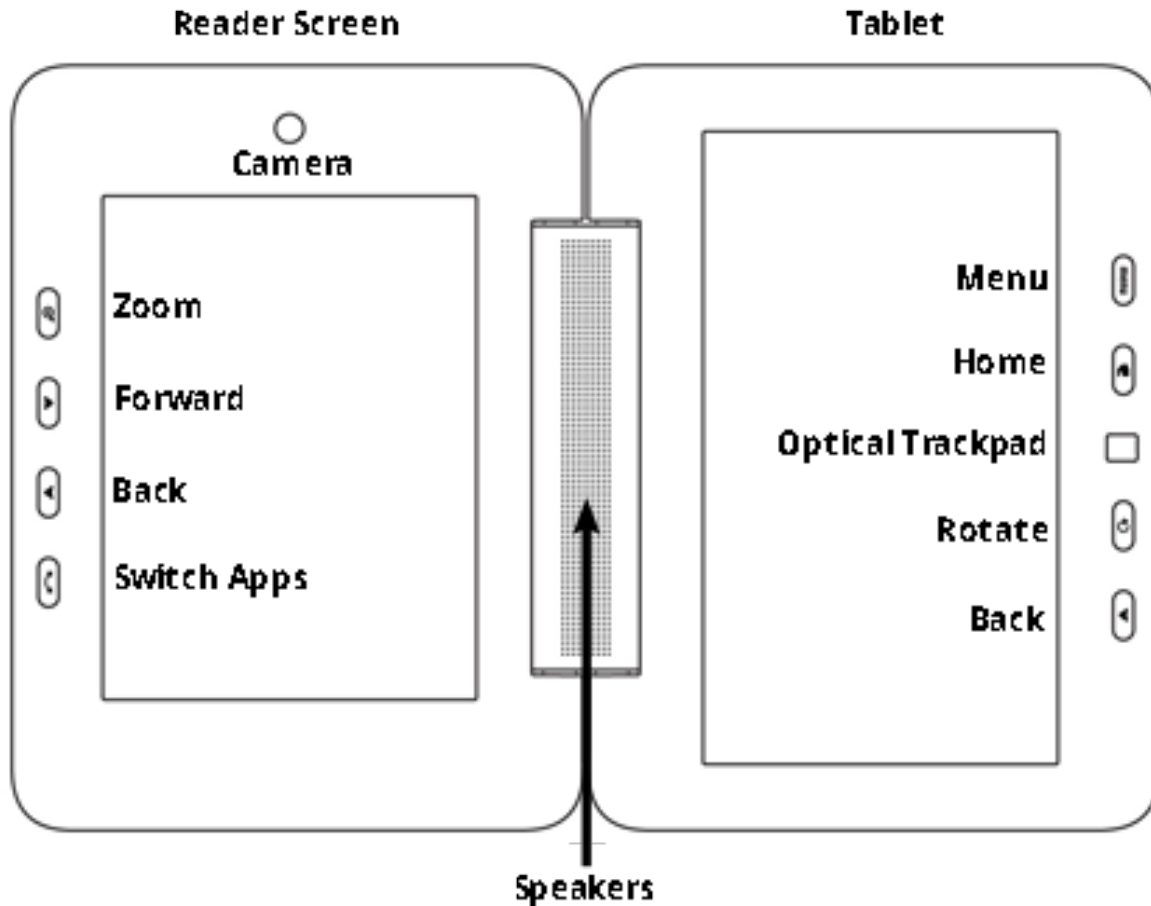 Reader Screen
Tablet
Camera
Zoom
Forward
Back
Switch Apps
Menu
Home
Optical Trackpad
Rotate
Back
Speakers